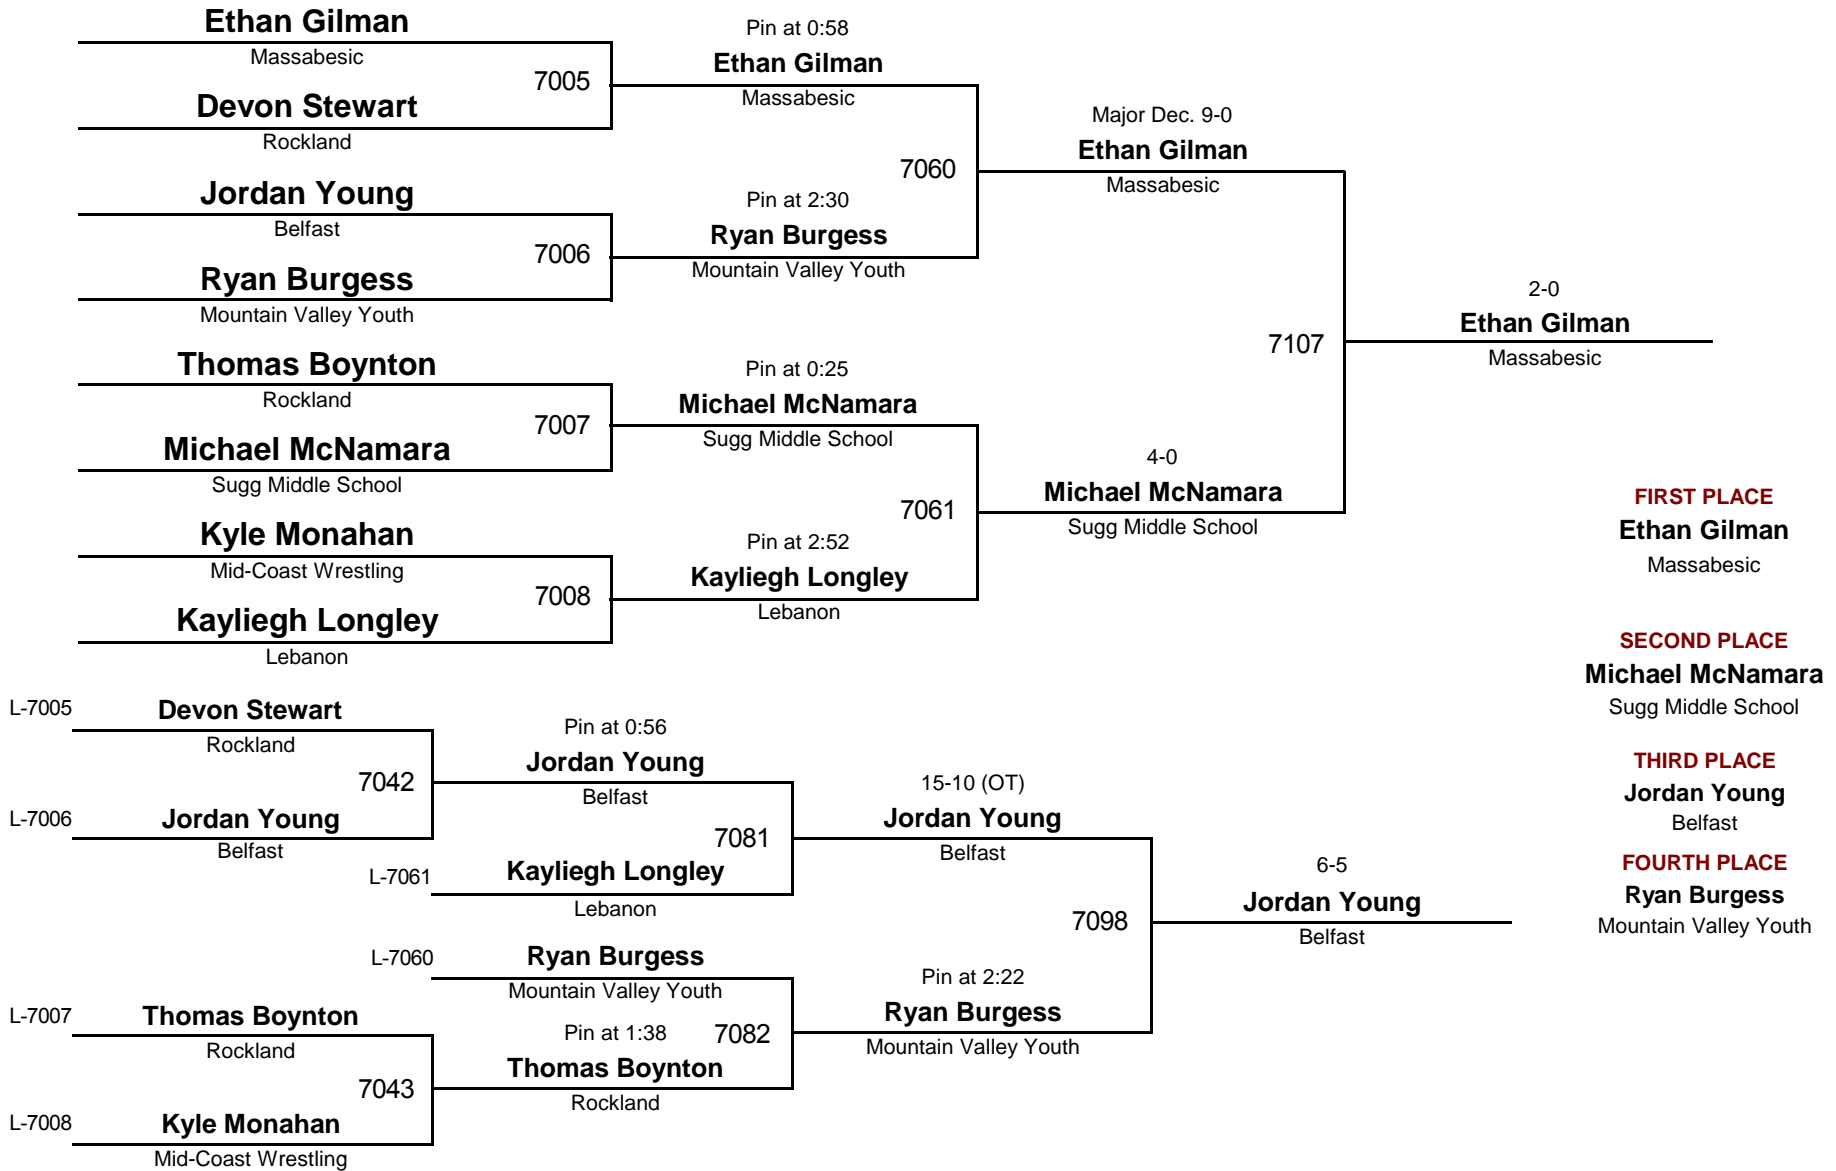 Ethan Gilman
Massabesic
7005
Devon Stewart
Rockland
Jordan Young
Belfast
7006
Ryan Burgess
Mountain Valley Youth
Thomas Boynton
Rockland
7007
Michael McNamara
Sugg Middle School
Kyle Monahan
Mid-Coast Wrestling
7008
Kayliegh Longley
Lebanon
Pin at 0:58
Ethan Gilman
Massabesic
7060
Pin at 2:30
Ryan Burgess
Mountain Valley Youth
Pin at 0:25
Michael McNamara
Sugg Middle School
7061
Pin at 2:52
Kayliegh Longley
Lebanon
Major Dec. 9-0
Ethan Gilman
Massabesic
7107
4-0
Michael McNamara
Sugg Middle School
2-0
Ethan Gilman
Massabesic
FIRST PLACE
Ethan Gilman
Massabesic
SECOND PLACE
Michael McNamara
Sugg Middle School
THIRD PLACE
Jordan Young
Belfast
FOURTH PLACE
Ryan Burgess
Mountain Valley Youth
L-7005
Devon Stewart
Rockland
7042
L-7006
Jordan Young
Belfast
Pin at 0:56
Jordan Young
Belfast
7081
L-7061
Kayliegh Longley
Lebanon
L-7060
Ryan Burgess
Mountain Valley Youth
L-7007
Thomas Boynton
Rockland
7043
L-7008
Kyle Monahan
Mid-Coast Wrestling
Pin at 1:38
7082
Thomas Boynton
Rockland
15-10 (OT)
Jordan Young
Belfast
7098
Pin at 2:22
Ryan Burgess
Mountain Valley Youth
6-5
Jordan Young
Belfast